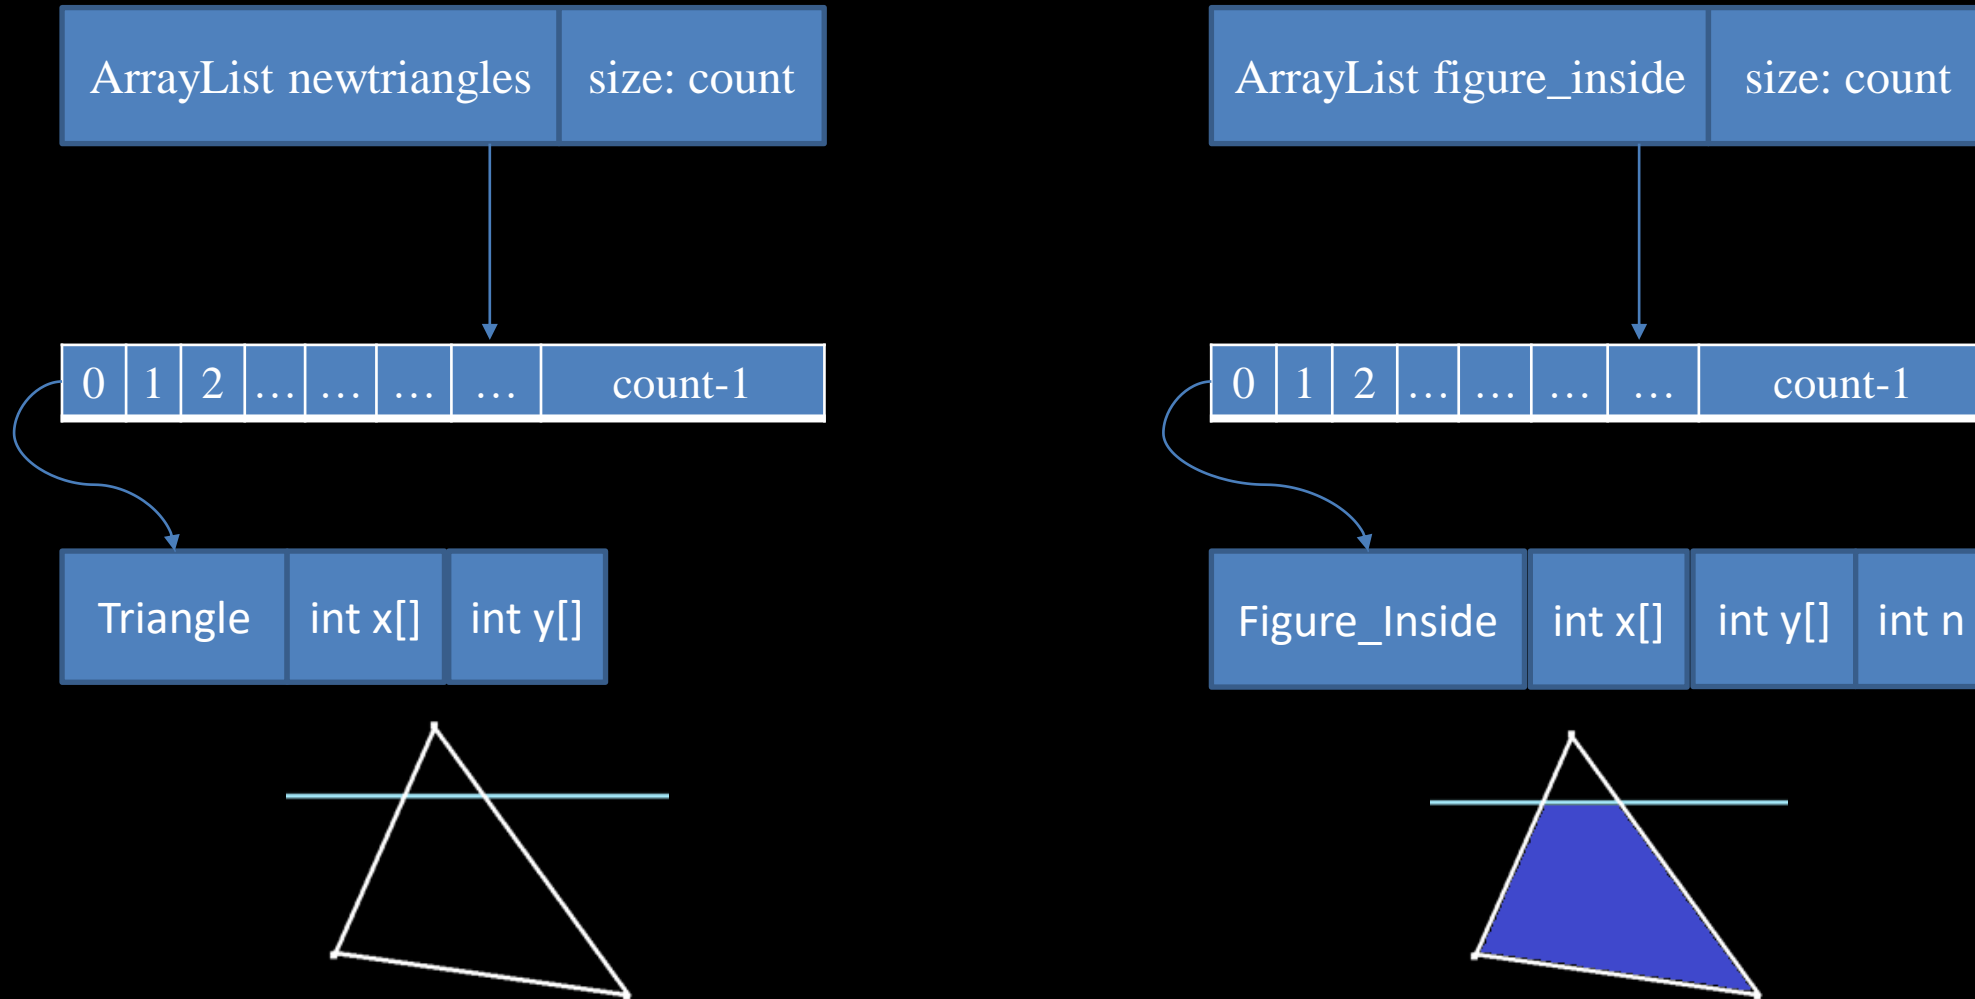 ArrayList newtriangles size: count
ArrayList figure_inside size: count
0 1 2 … … … … count-1
0 1 2 … … … … count-1
Triangle int x[] int y[]
Figure_Inside int x[] int y[] int n